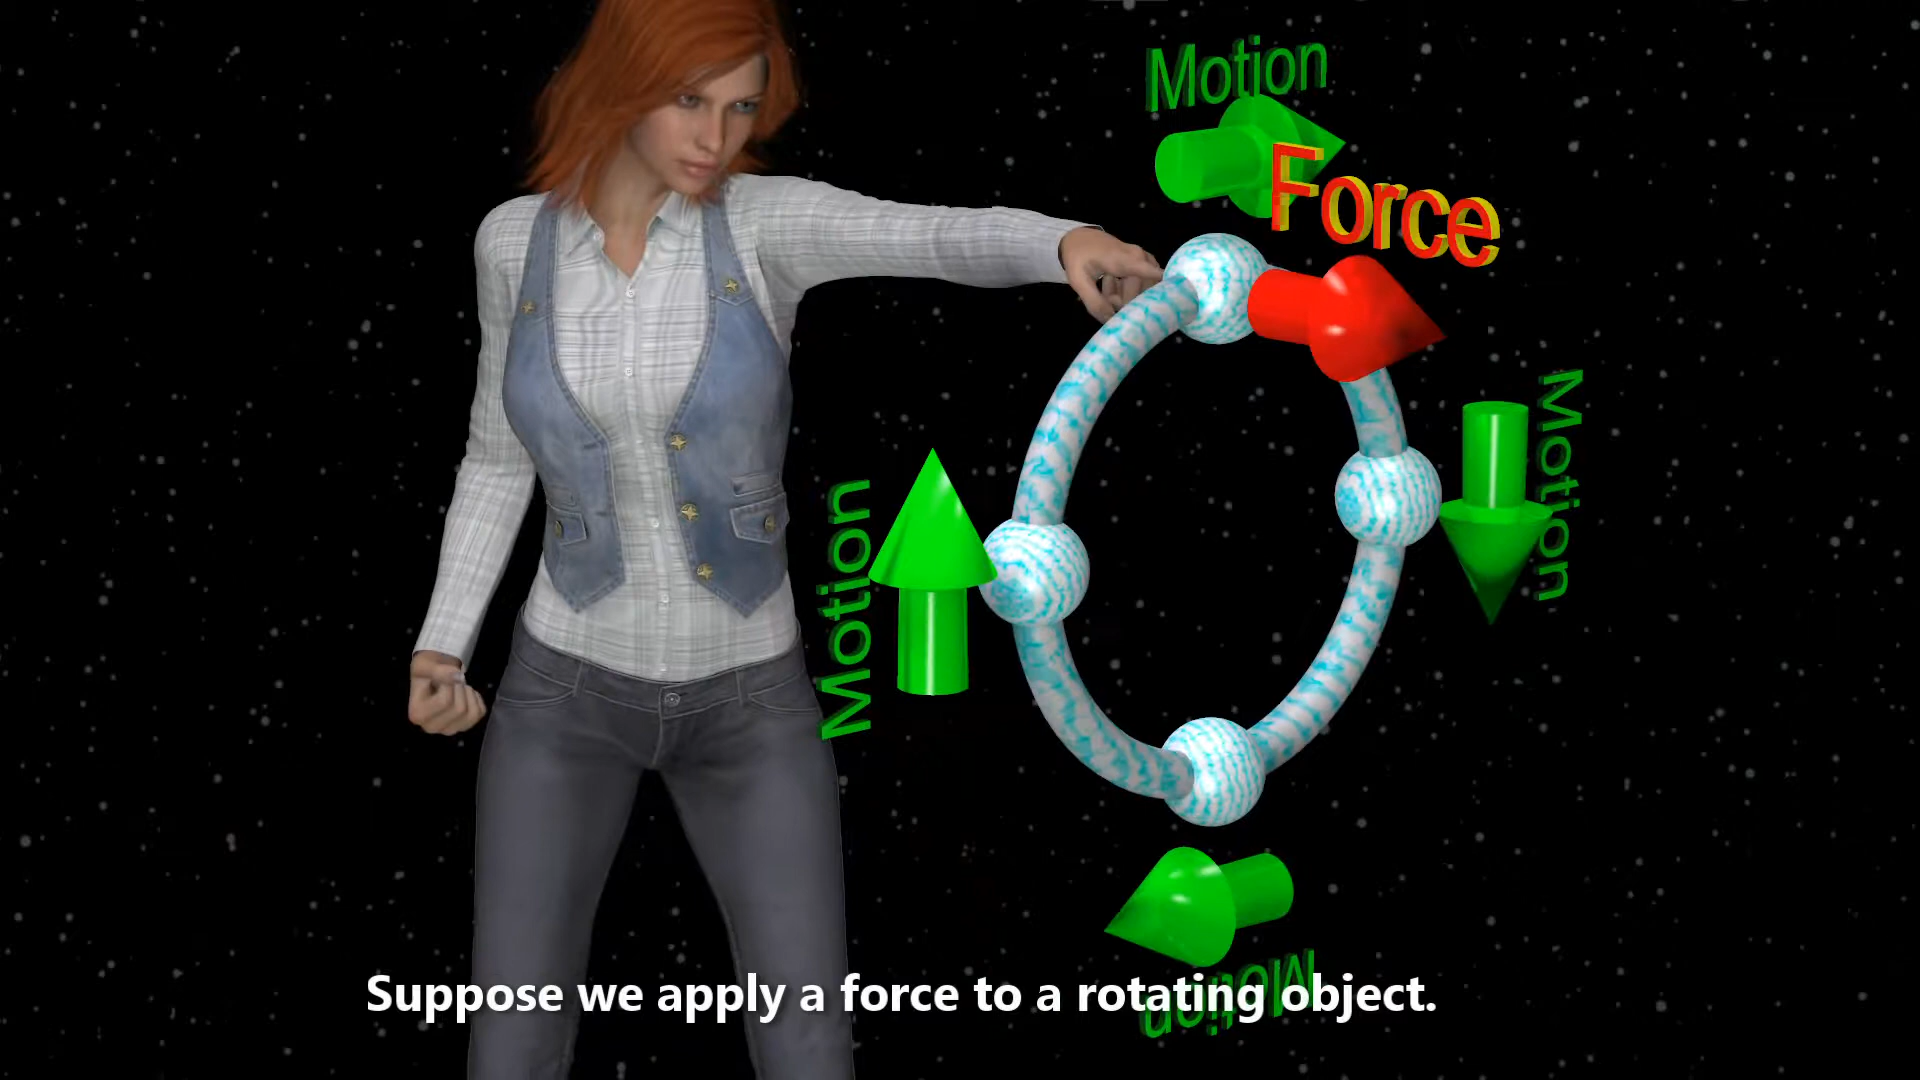 Motion
Force
Motion
Motion
Motion
Suppose we apply a force to a rotating object.